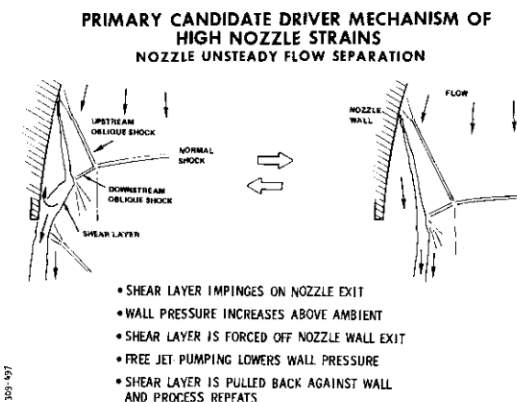 PRIMARY CANDIDATE DRIVER MECHANISM OF
HIGH NOZZLE STRAINS
NOZZLE UNSTEADY FLOW SEPARATION
UPSTREAM
OBLIQUE SHOCK
NORMAL
SHOCK
DOWNSTREAM
OBLIQUE SHOCK
SHEAR LAYER
FLOW
NOZZLE
WALL
• SHEAR LAYER IMPINGES ON NOZZLE EXIT
• WALL PRESSURE INCREASES ABOVE AMBIENT
• SHEAR LAYER IS FORCED OFF NOZZLE WALL EXIT
• FREE JET PUMPING LOWERS WALL PRESSURE
• SHEAR LAYER IS PULLED BACK AGAINST WALL
AND PROCESS REPEATS
309-497